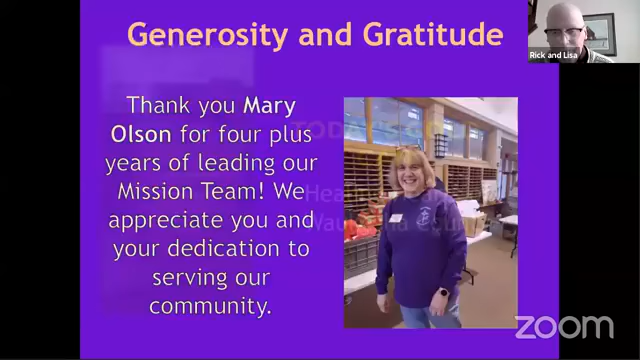 Generosity and Gratitude
Rick and Lisa
Thank you Mary
Olson for four plus
years of leading our
Mission Team! We
appreciate you and
your dedication to
serving our
community.
zoom